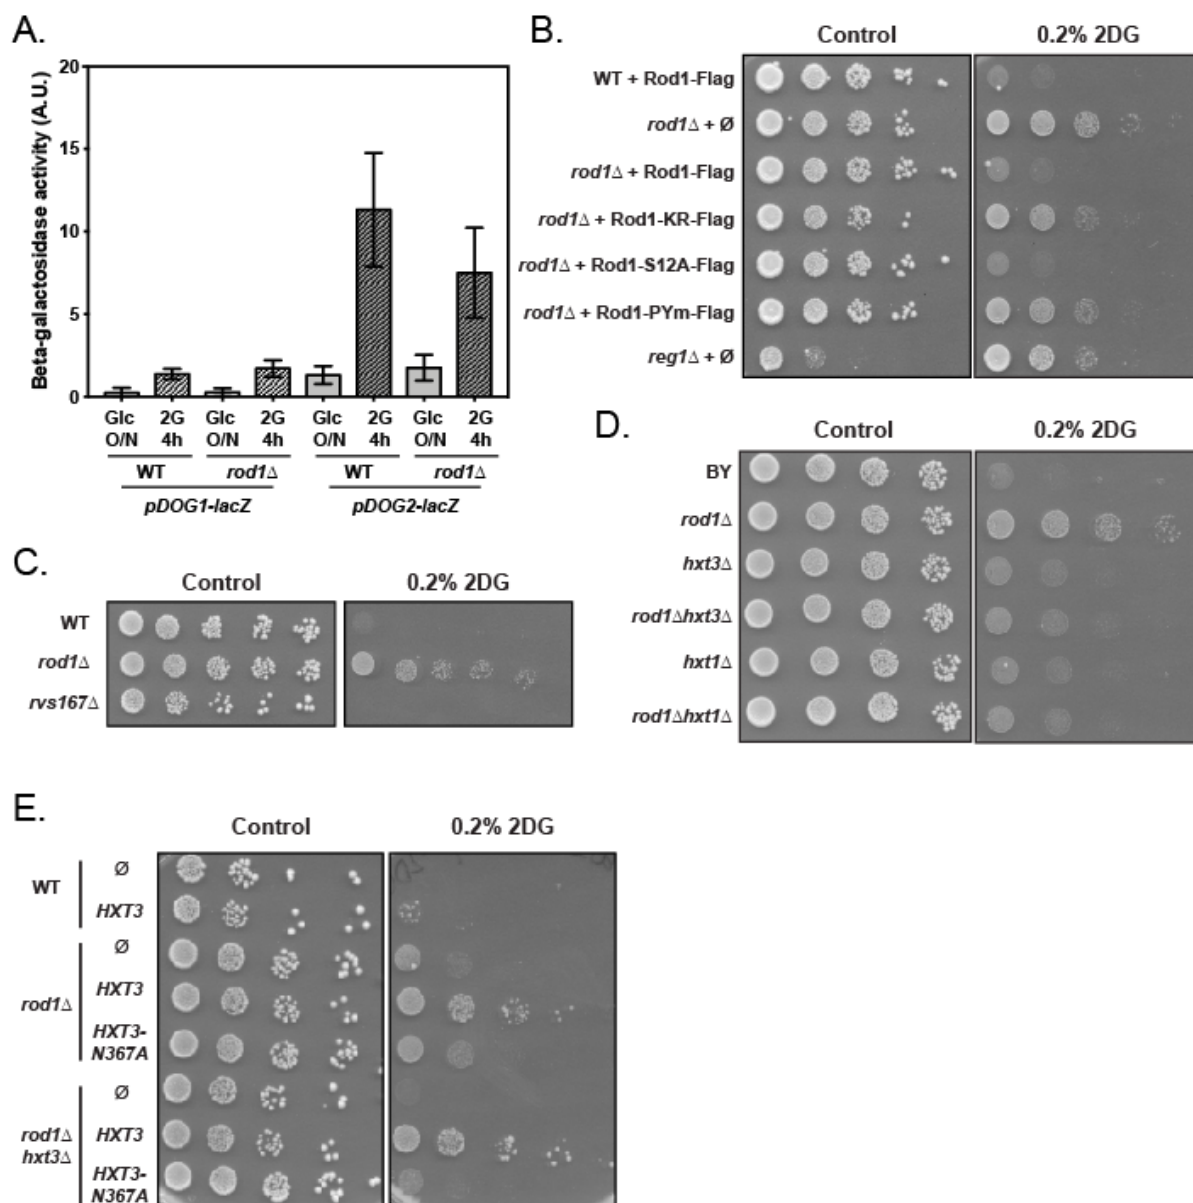 A.
Beta-galactosidase activity (A.U.)
20
15
10
5
0
Glc 2G Glc 2G Glc 2G Glc 2G
O/N 4h O/N 4h O/N 4h O/N 4h
WT rod1Δ WT rod1Δ
pDOG1-lacZ pDOG2-lacZ
B.
Control 0.2% 2DG
WT + Rod1-Flag
rod1Δ + Ø
rod1Δ + Rod1-Flag
rod1Δ + Rod1-KR-Flag
rod1Δ + Rod1-S12A-Flag
rod1Δ + Rod1-PYm-Flag
reg1Δ + Ø
C.
Control 0.2% 2DG
WT
rod1Δ
rvs167Δ
D.
Control 0.2% 2DG
BY
rod1Δ
hxt3Δ
rod1Δhxt3Δ
hxt1Δ
rod1Δhxt1Δ
E.
Control 0.2% 2DG
WT
Ø
HXT3
rod1Δ
Ø
HXT3
HXT3-
N367A
rod1Δ
hxt3Δ
Ø
HXT3
HXT3-
N367A